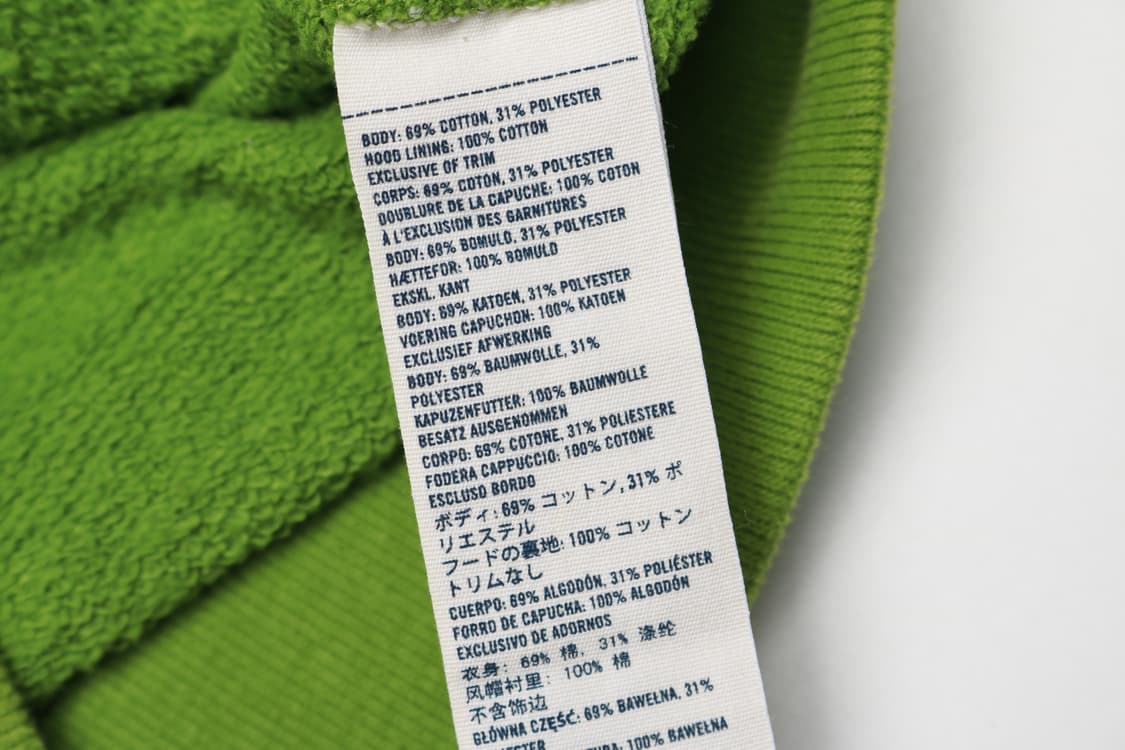 BODY: 69% COTTON, 31% POLYESTER
HOOD LINING: 100% COTTON
EXCLUSIVE OF TRIM
CORPS: 69% COTON, 31% POLYESTER
DOUBLURE DE LA CAPUCHE: 100% COTON
À L'EXCLUSION DES GARNITURES
BODY: 69% BOMULD, 31% POLYESTER
HÆTTEFOR: 100% BOMULD
EKSKL. KANT
BODY: 69% KATOEN, 31% POLYESTER
VOERING CAPUCHON: 100% KATOEN
EXCLUSIEF AFWERKING
BODY: 69% BAUMWOLLE, 31%
POLYESTER
KAPUZENFUTTER: 100% BAUMWOLLE
BESATZ AUSGENOMMEN
CORPO: 69% COTONE, 31% POLIESTERE
FODERA CAPPUCCIO: 100% COTONE
ESCLUSO BORDO
ボディ: 69% コットン, 31% ポ
リエステル
フードの裏地: 100% コットン
トリムなし
CUERPO: 69% ALGODÓN, 31% POLIÉSTER
FORRO DE CAPUCHA: 100% ALGODÓN
EXCLUSIVO DE ADORNOS
衣身: 69% 棉, 31% 涤纶
风帽衬里: 100% 棉
不含饰边
GŁÓWNA CZĘŚĆ: 69% BAWEŁNA, 31%
100% BAWEŁNA